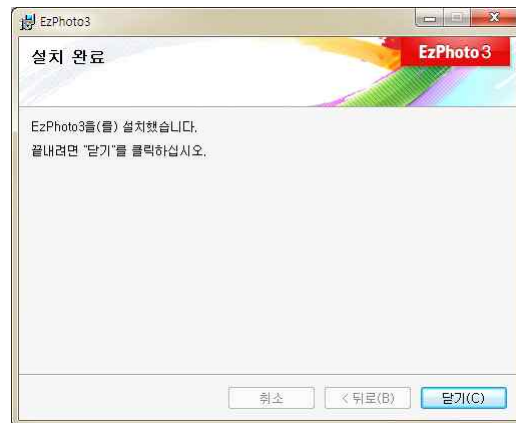 EzPhoto3
설치 완료
EzPhoto 3
EzPhoto3을(를) 설치했습니다.
끝내려면 "닫기"를 클릭하십시오.
취소
< 뒤로(B)
닫기(C)